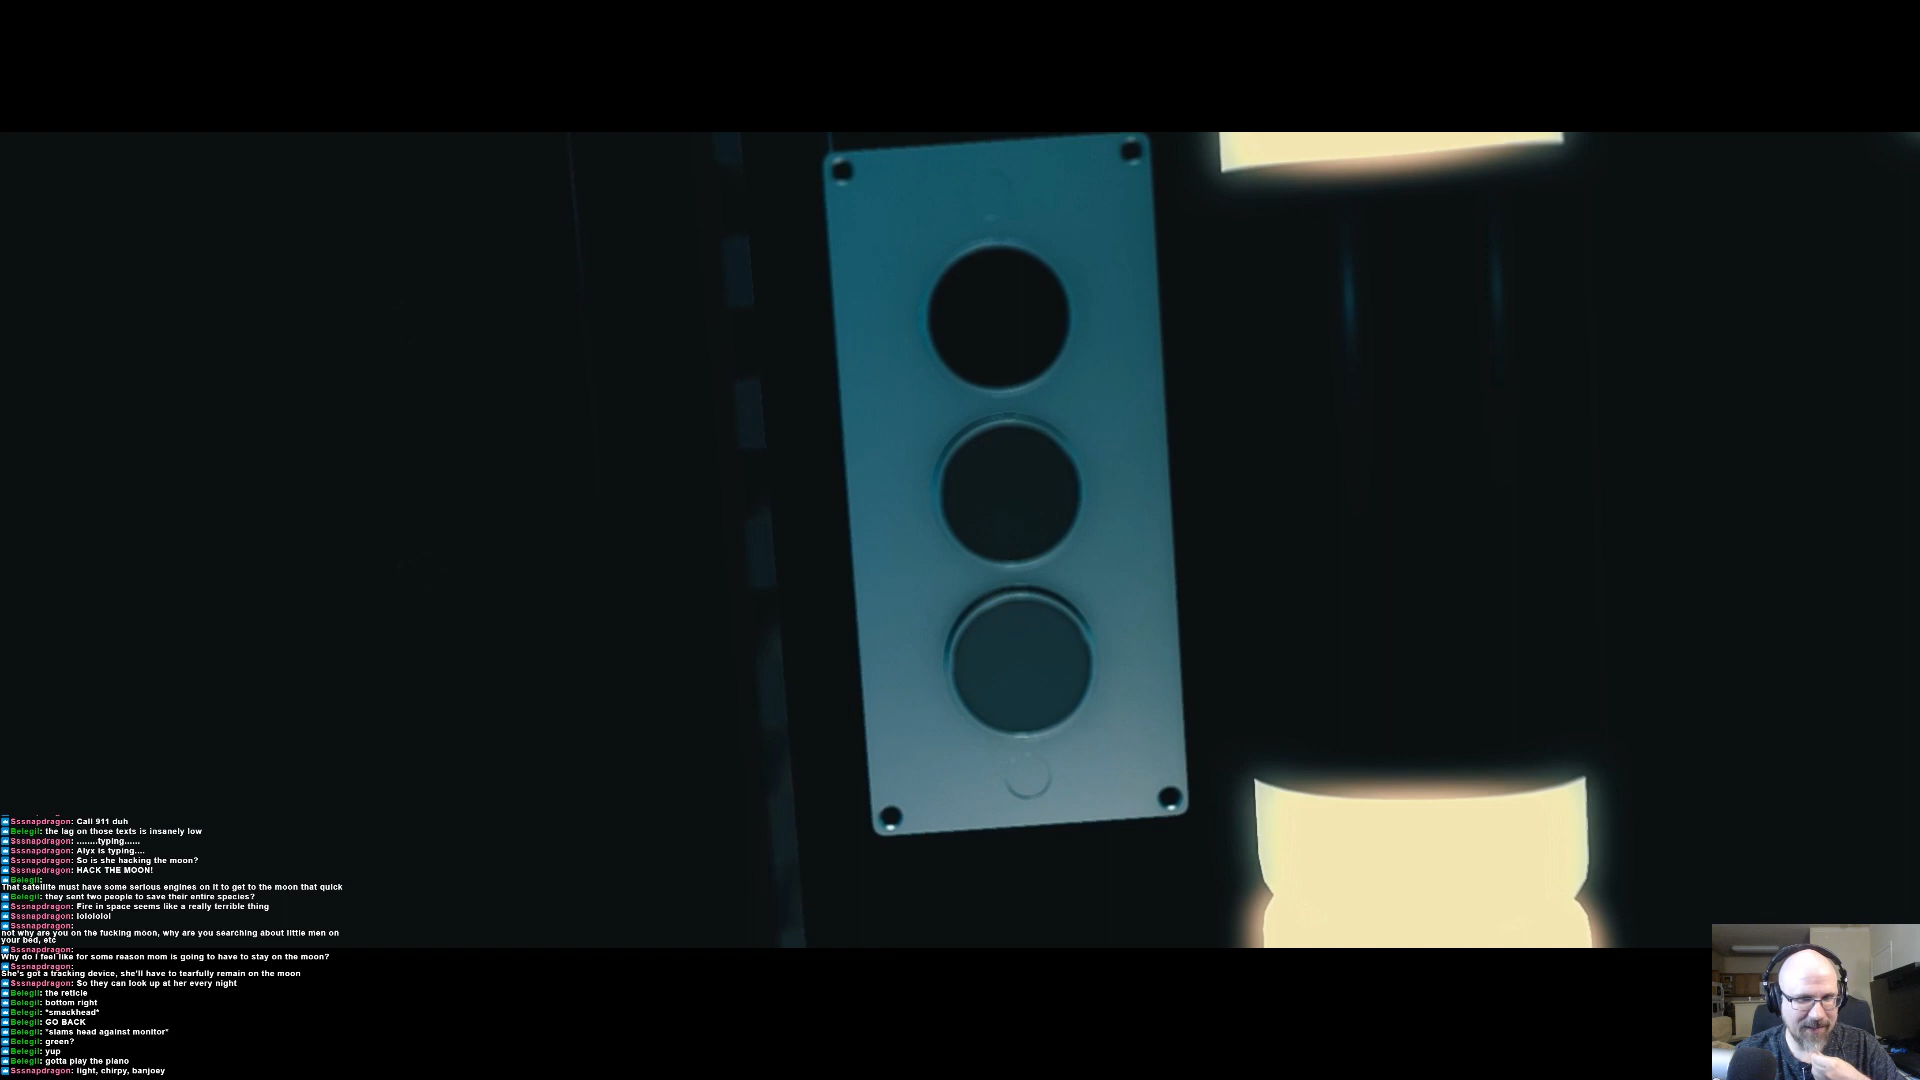 Sssnapdragon: Call 911 duh
Belegil: the lag on those texts is insanely low
Sssnapdragon: ........typing......
Sssnapdragon: Alyx is typing....
Sssnapdragon: So is she hacking the moon?
Sssnapdragon: HACK THE MOON!
Belegil:
That satellite must have some serious engines on it to get to the moon that quick
Belegil: they sent two people to save their entire species?
Sssnapdragon: Fire in space seems like a really terrible thing
Sssnapdragon: lolololol
Sssnapdragon:
not why are you on the fucking moon, why are you searching about little men on
your bed, etc
Sssnapdragon:
Why do I feel like for some reason mom is going to have to stay on the moon?
Sssnapdragon:
She's got a tracking device, she'll have to tearfully remain on the moon
Sssnapdragon: So they can look up at her every night
Belegil: the reticle
Belegil: bottom right
Belegil: *smackhead*
Belegil: GO BACK
Belegil: *slams head against monitor*
Belegil: green?
Belegil: yup
Belegil: gotta play the piano
Sssnapdragon: light, chirpy, banjoey